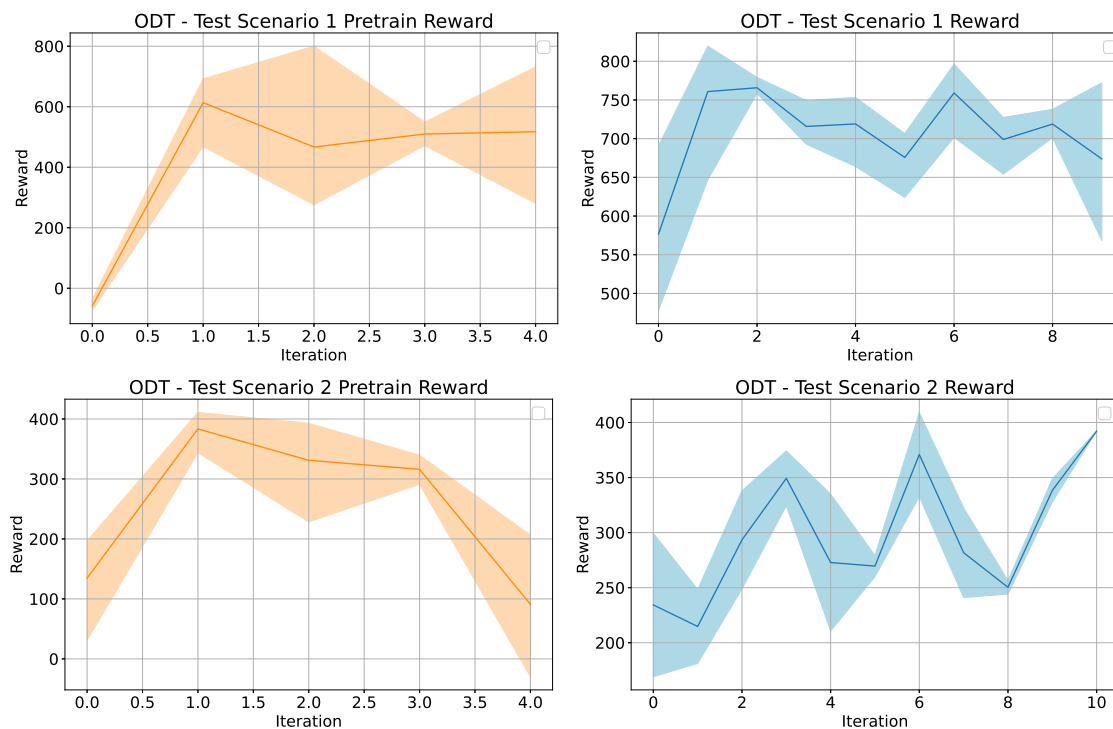 ODT - Test Scenario 1 Pretrain Reward
800
600
400
200
0
Reward
0.0 0.5 1.0 1.5 2.0 2.5 3.0 3.5 4.0
Iteration
ODT - Test Scenario 1 Reward
800
750
700
650
600
550
500
Reward
0 2 4 6 8
Iteration
ODT - Test Scenario 2 Pretrain Reward
400
300
200
100
0
Reward
0.0 0.5 1.0 1.5 2.0 2.5 3.0 3.5 4.0
Iteration
ODT - Test Scenario 2 Reward
400
350
300
250
200
Reward
0 2 4 6 8 10
Iteration